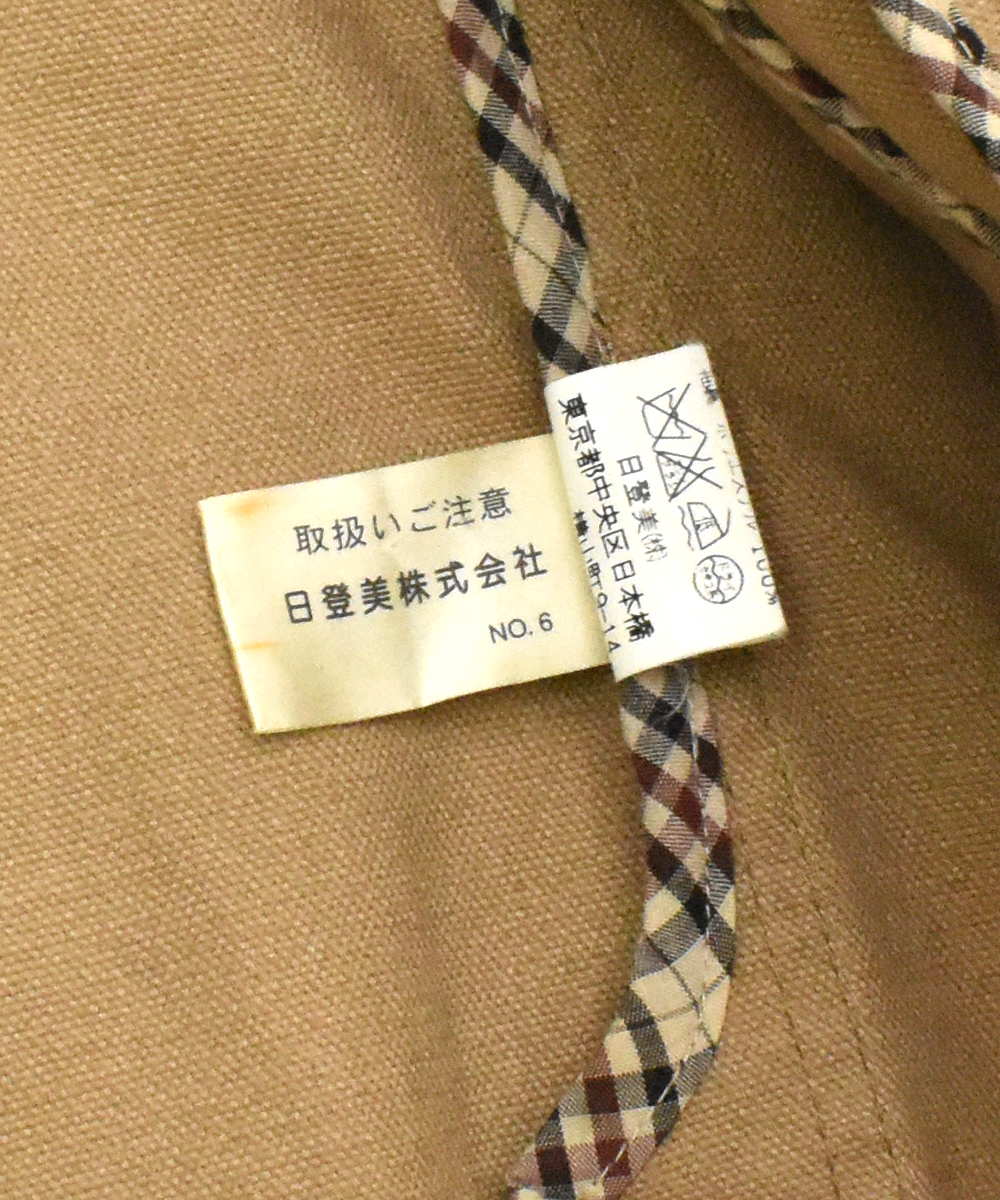 取扱いご注意
日登美株式会社
NO. 6
100%
日登美(株)
東京都中央区日本橋